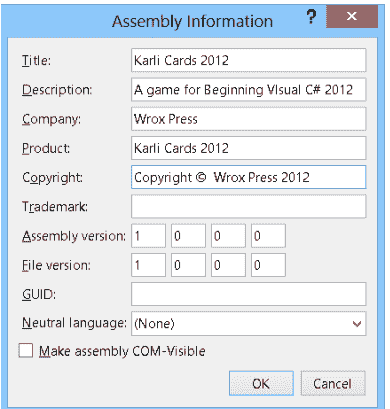 Assembly Information ? x
Title: Karli Cards 2012
Description: A game for Beginning VIsual C# 2012
Company: Wrox Press
Product: Karli Cards 2012
Copyright: Copyright ©  Wrox Press 2012
Trademark:
Assembly version: 1 0 0 0
File version: 1 0 0 0
GUID:
Neutral language: (None)
Make assembly COM-Visible
OK Cancel